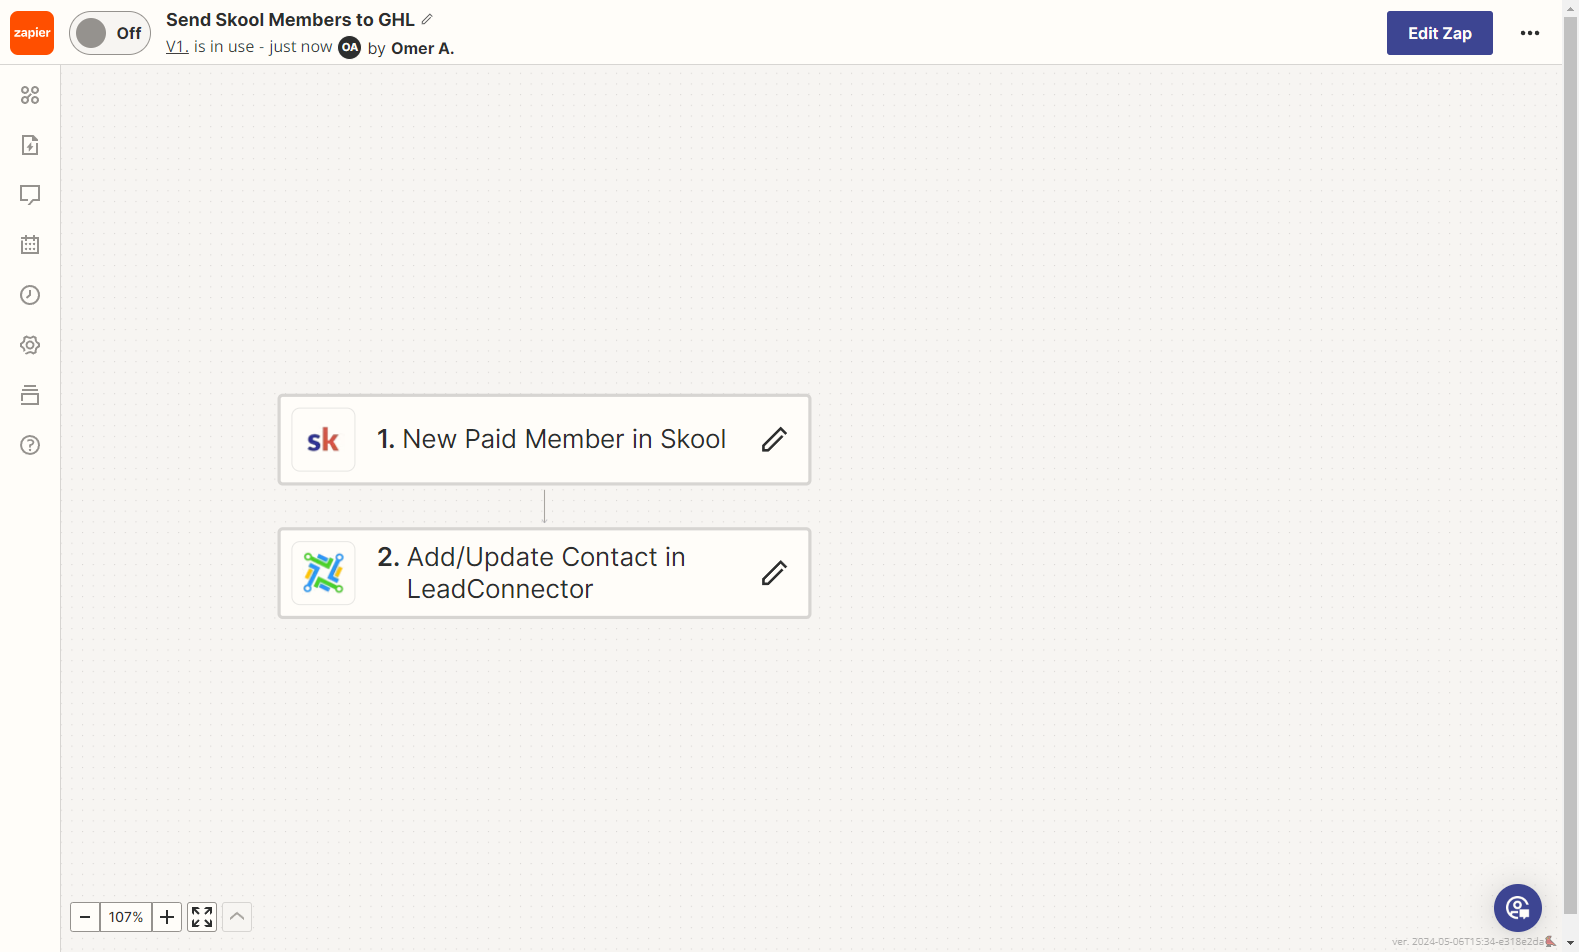 zapier
Off
Send Skool Members to GHL
V1. is in use - just now OA by Omer A.
Edit Zap
sk
1. New Paid Member in Skool
2. Add/Update Contact in
LeadConnector
107%
ver. 2024-05-06T15:34-e318e2da